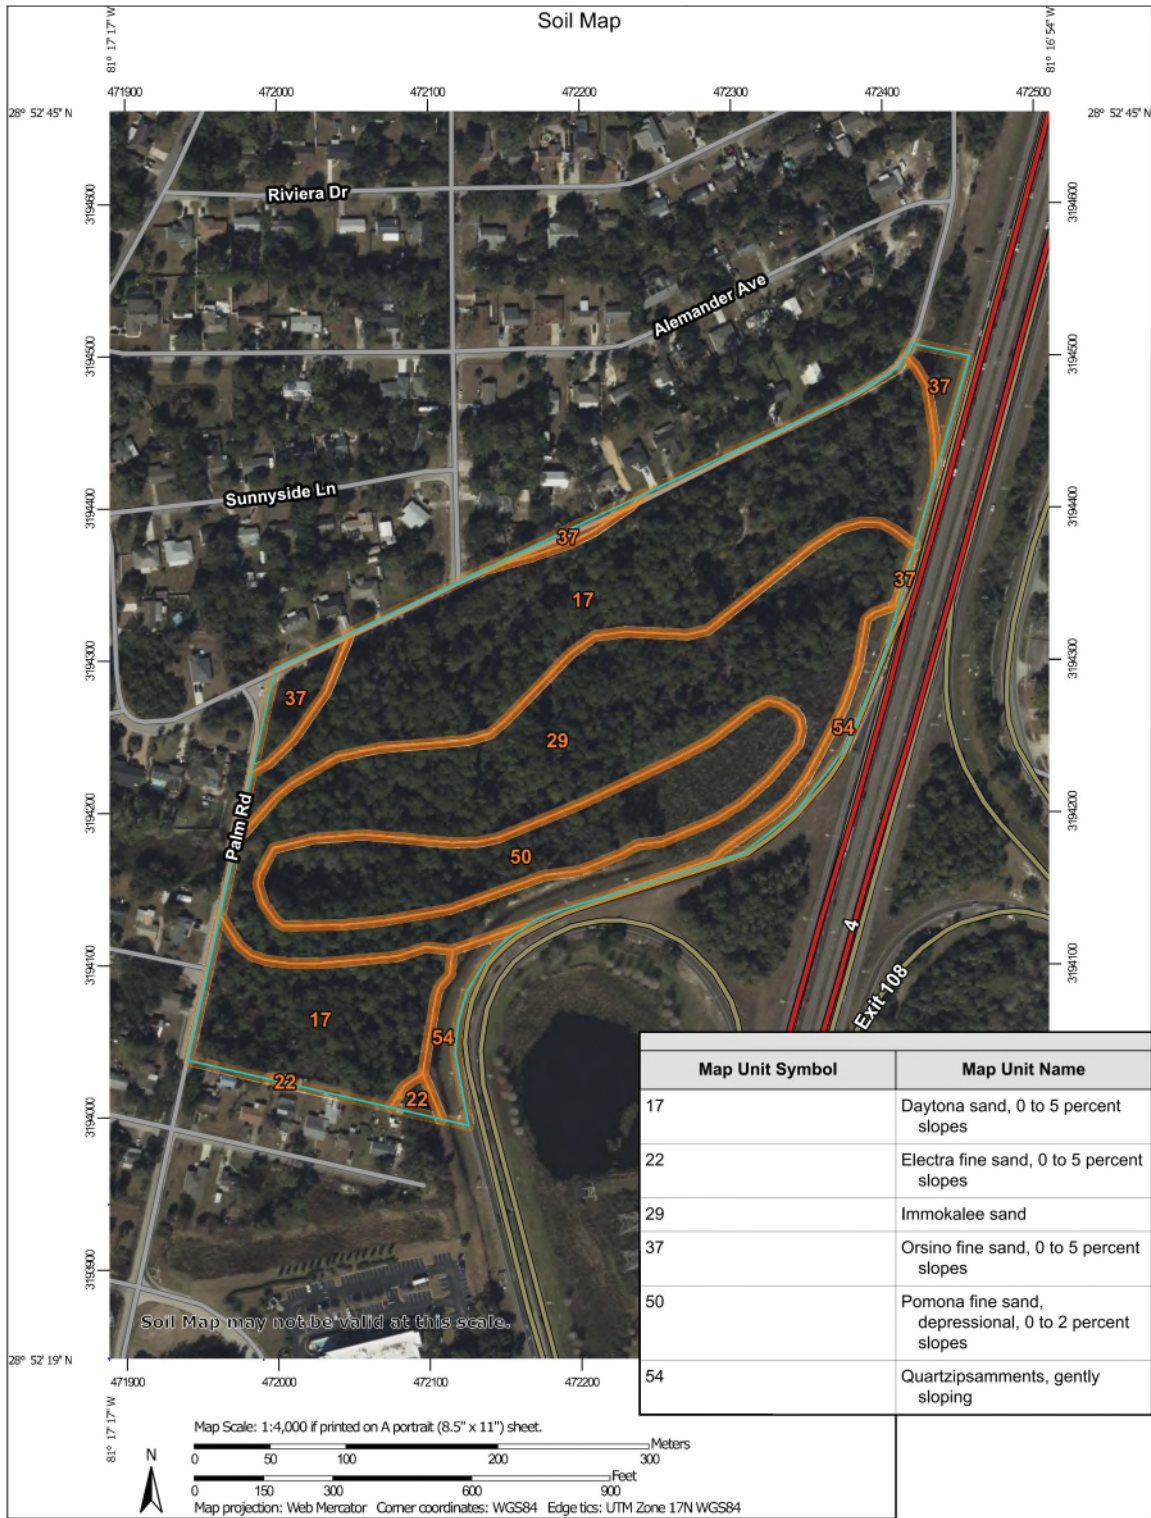 Soil Map
81° 17' 17" W
81° 16' 54" W
471900 472000 472100 472200 472300 472400 472500
28° 52' 45" N
28° 52' 45" N
3194600
3194500
3194400
3194300
3194200
3194100
3194000
3193900
3194600
3194500
3194400
3194300
3194200
3194100
Riviera Dr
Alemander Ave
37
Sunnyside Ln
37
37
17
37
29
54
Palm Rd
50
4
Exit 108
17
54
22
22
Map Unit Symbol Map Unit Name
17 Daytona sand, 0 to 5 percent
slopes
22 Electra fine sand, 0 to 5 percent
slopes
29 Immokalee sand
37 Orsino fine sand, 0 to 5 percent
slopes
50 Pomona fine sand,
depressional, 0 to 2 percent
slopes
54 Quartzipsamments, gently
sloping
Soil Map may not be valid at this scale.
28° 52' 19" N
471900 472000 472100 472200
81° 17' 17" W
Map Scale: 1:4,000 if printed on A portrait (8.5" x 11") sheet.
N
Meters
0 50 100 200 300
Feet
0 150 300 600 900
Map projection: Web Mercator Corner coordinates: WGS84 Edge tics: UTM Zone 17N WGS84